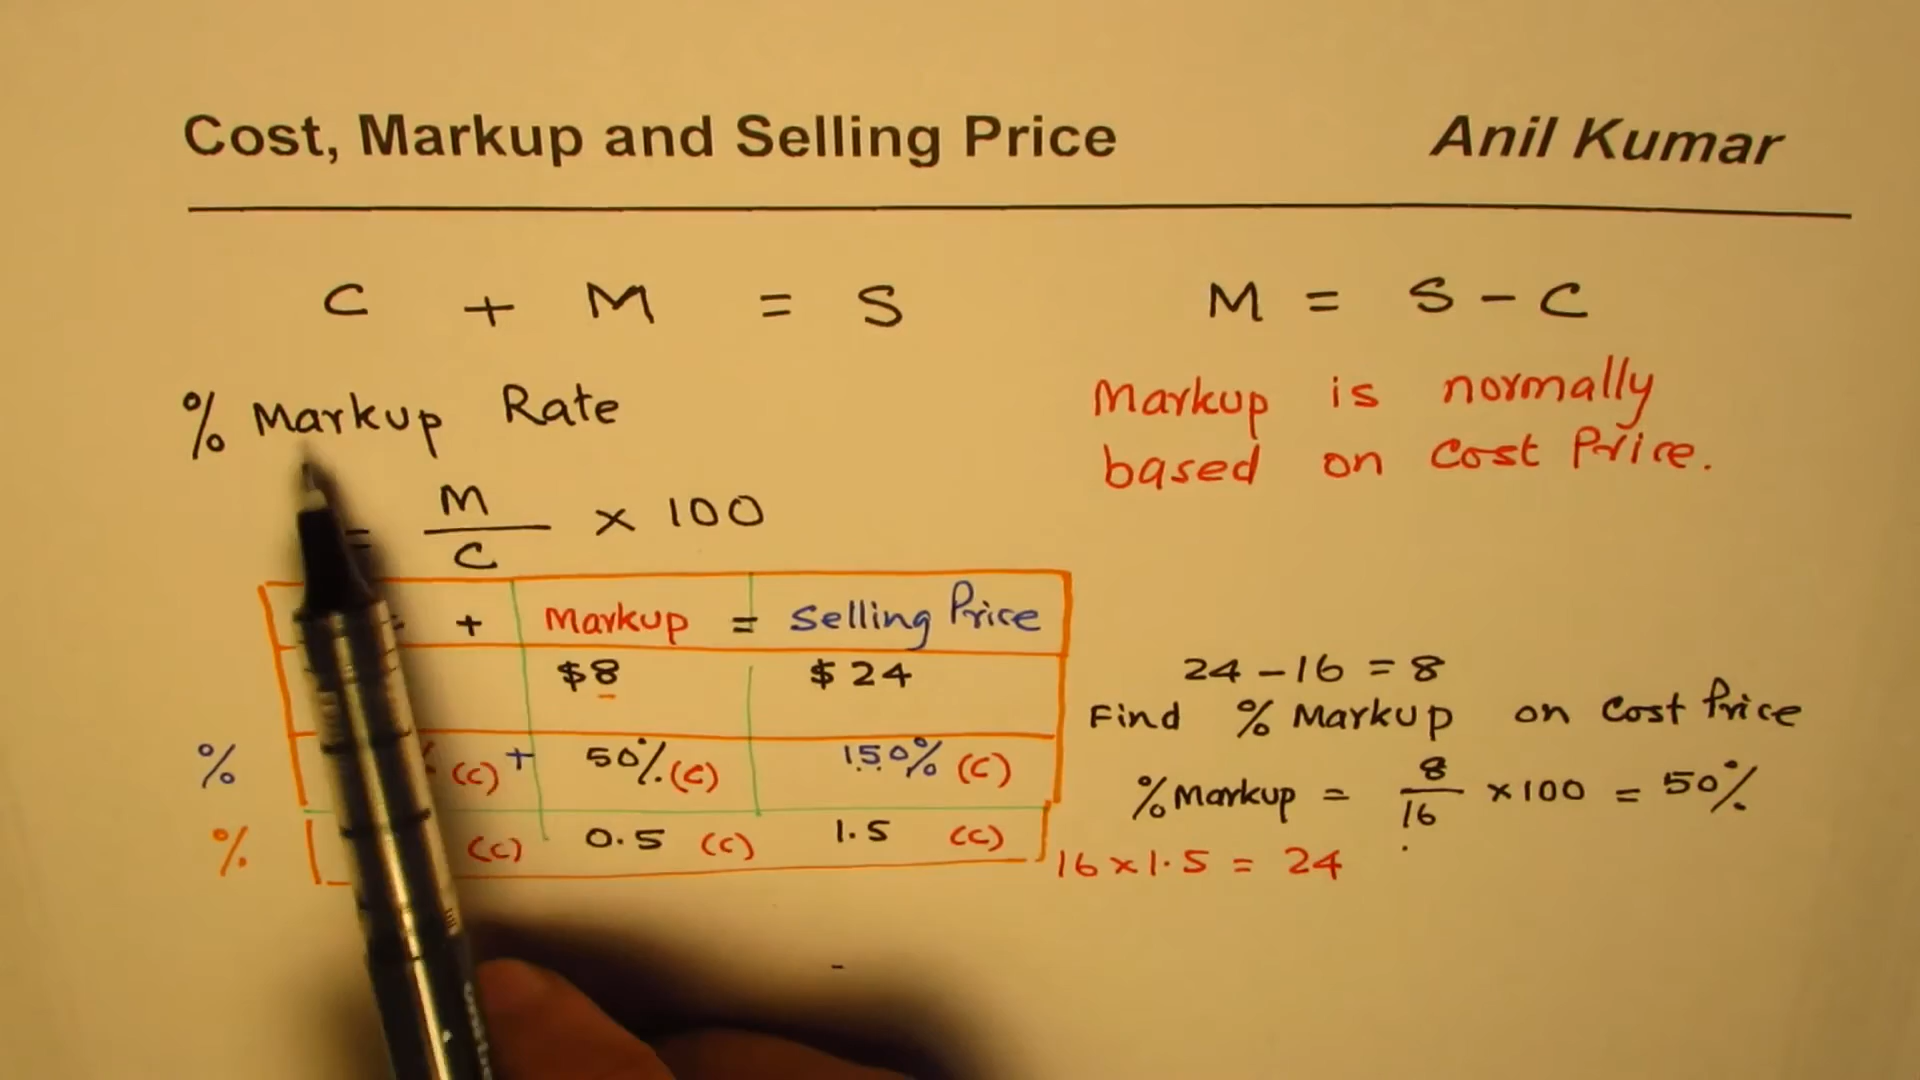 Cost, Markup and Selling Price Anil Kumar
C + M = S M = S - C
% Markup Rate
Markup is normally
based on Cost Price.
= M/C × 100
+ Markup = Selling Price
$8 $24
24 - 16 = 8
Find % Markup on Cost Price
% (c) + 50% (c) 150% (c)
% Markup = 8/16 × 100 = 50%
% (c) 0.5 (c) 1.5 (c)
16 × 1.5 = 24